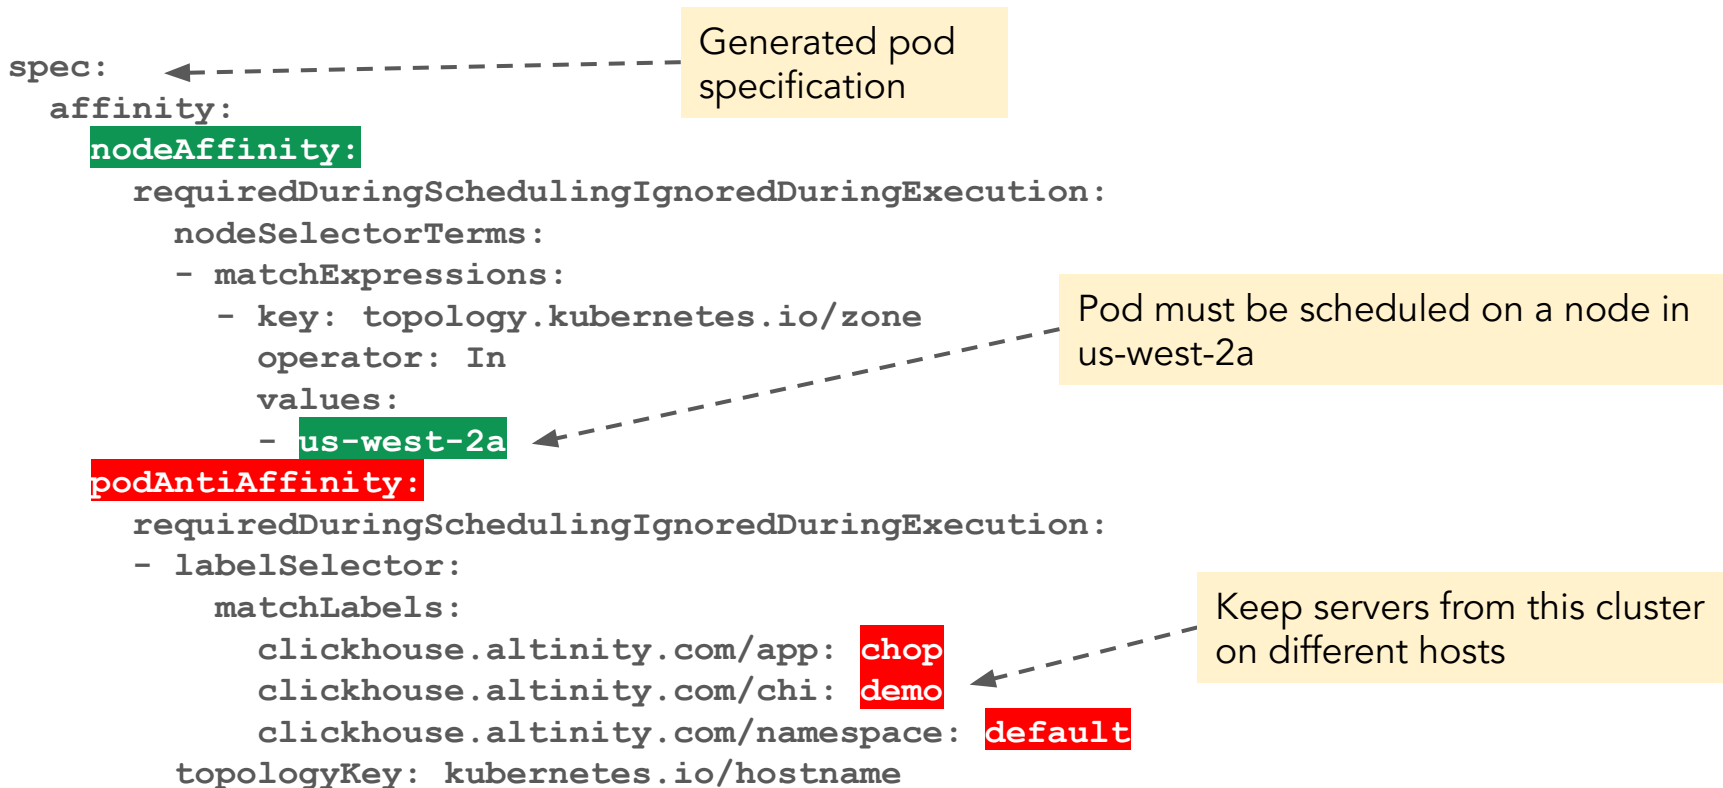 Generated pod
specification
spec:
  affinity:
    nodeAffinity:
      requiredDuringSchedulingIgnoredDuringExecution:
        nodeSelectorTerms:
        - matchExpressions:
          - key: topology.kubernetes.io/zone
            operator: In
            values:
            - us-west-2a
Pod must be scheduled on a node in
us-west-2a
    podAntiAffinity:
      requiredDuringSchedulingIgnoredDuringExecution:
      - labelSelector:
          matchLabels:
            clickhouse.altinity.com/app: chop
            clickhouse.altinity.com/chi: demo
            clickhouse.altinity.com/namespace: default
        topologyKey: kubernetes.io/hostname
Keep servers from this cluster
on different hosts